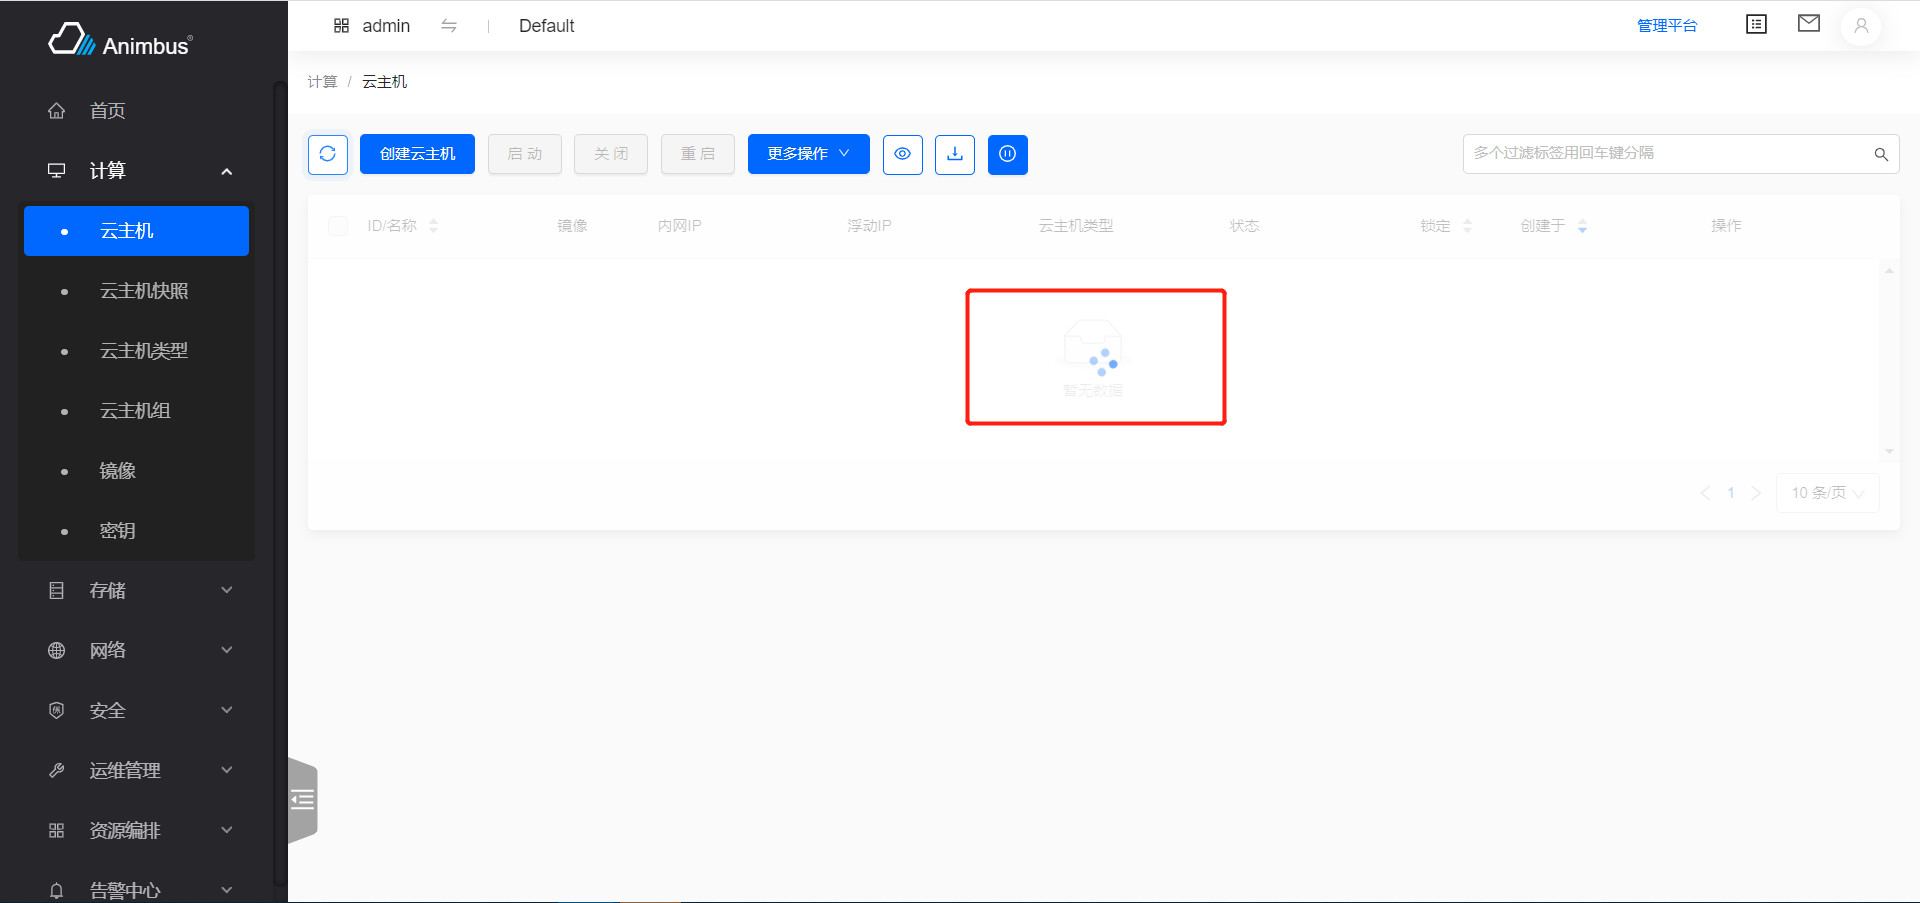 Animbus®
admin
Default
管理平台
首页
计算
云主机
云主机快照
云主机类型
云主机组
镜像
密钥
存储
网络
安全
运维管理
资源编排
告警中心
计算 / 云主机
创建云主机
启 动
关 闭
重 启
更多操作
多个过滤标签用回车键分隔
ID/名称 镜像 内网IP 浮动IP 云主机类型 状态 锁定 创建于 操作
暂无数据
1
10 条/页